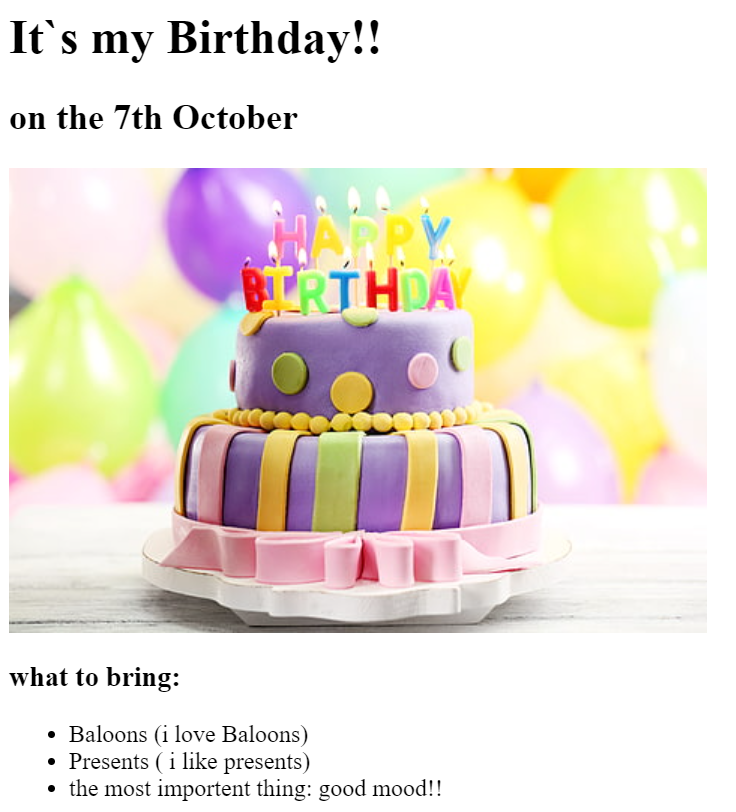 It`s my Birthday!!
on the 7th October
HAPPY
BIRTHDAY
what to bring:
Baloons (i love Baloons)
Presents ( i like presents)
the most importent thing: good mood!!